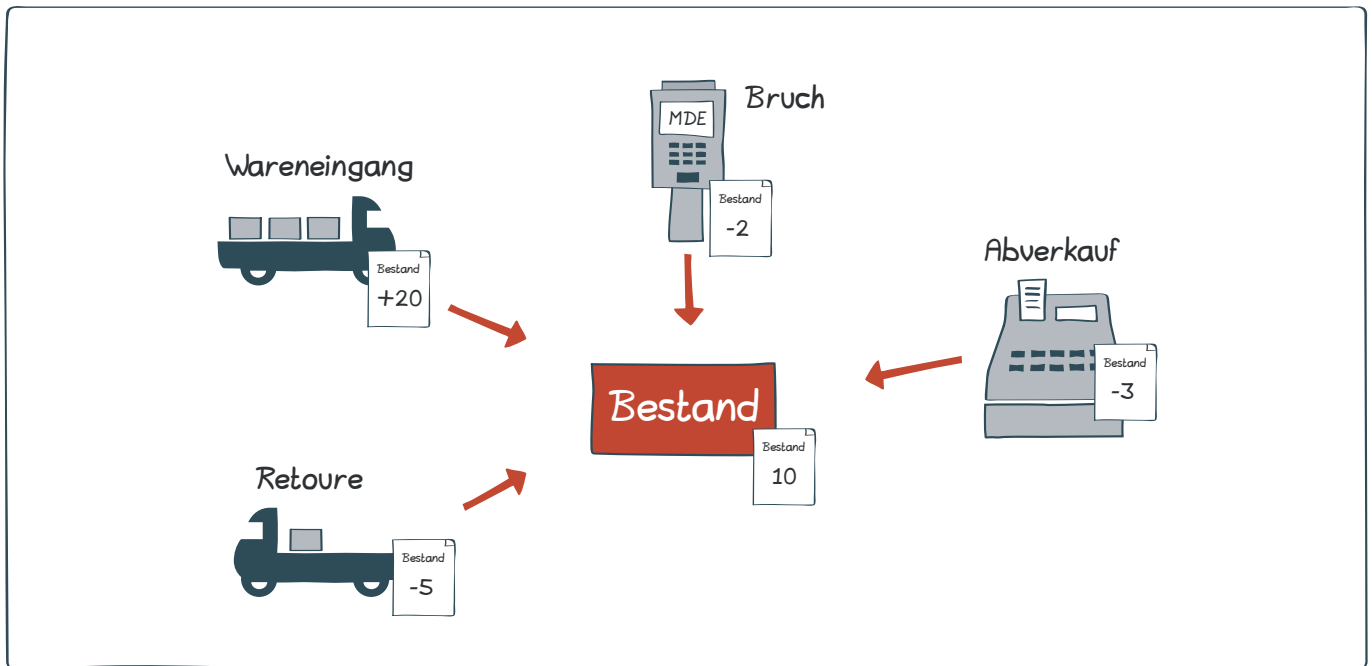 Bruch
MDE
Bestand
-2
Wareneingang
Bestand
+20
Abverkauf
Bestand
-3
Bestand
Bestand
10
Retoure
Bestand
-5